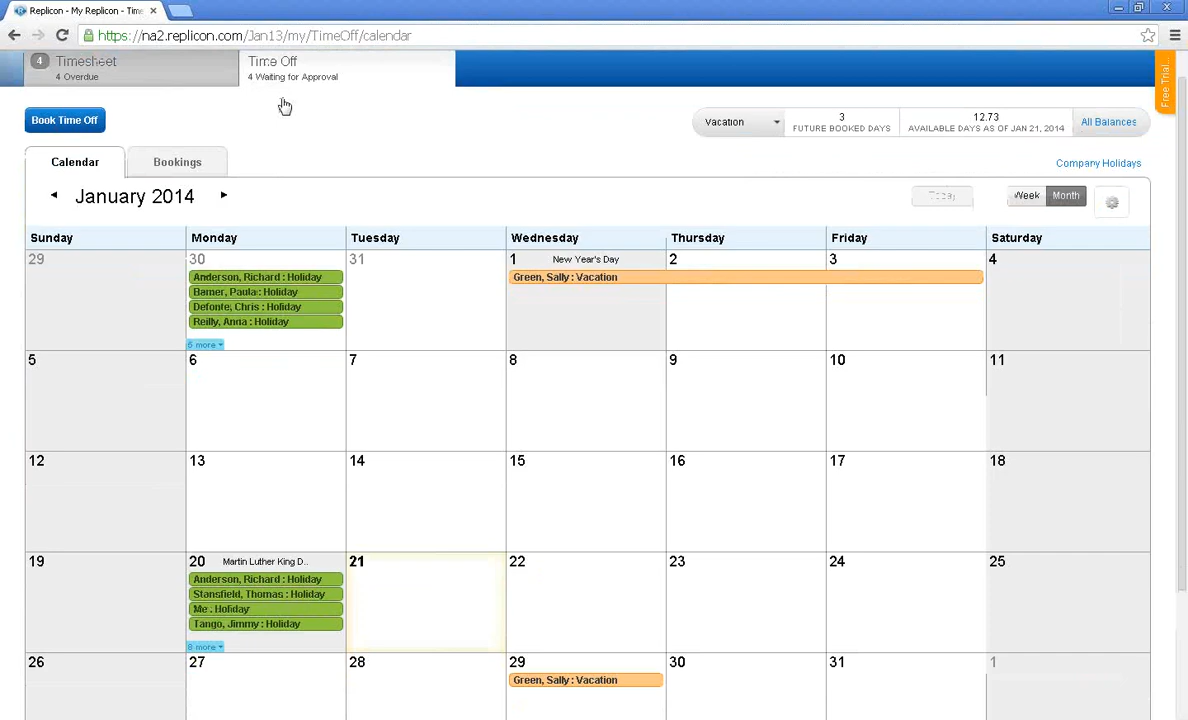 Replicon - My Replicon - Time
https://na2.replicon.com/Jan13/my/TimeOff/calendar
4 Timesheet
4 Overdue
Time Off
4 Waiting for Approval
Free Trial...
Book Time Off
Vacation
3
FUTURE BOOKED DAYS
12.73
AVAILABLE DAYS AS OF JAN 21, 2014
All Balances
Calendar
Bookings
Company Holidays
January 2014
Today
Week
Month
Sunday Monday Tuesday Wednesday Thursday Friday Saturday
29 30 31 1 New Year's Day 2 3 4
Anderson, Richard : Holiday
Green, Sally : Vacation
Barner, Paula : Holiday
Defonte, Chris : Holiday
Reilly, Anna : Holiday
5 more
5 6 7 8 9 10 11
12 13 14 15 16 17 18
19 20 Martin Luther King D.. 21 22 23 24 25
Anderson, Richard : Holiday
Stansfield, Thomas : Holiday
Me : Holiday
Tango, Jimmy : Holiday
8 more
26 27 28 29 30 31 1
Green, Sally : Vacation